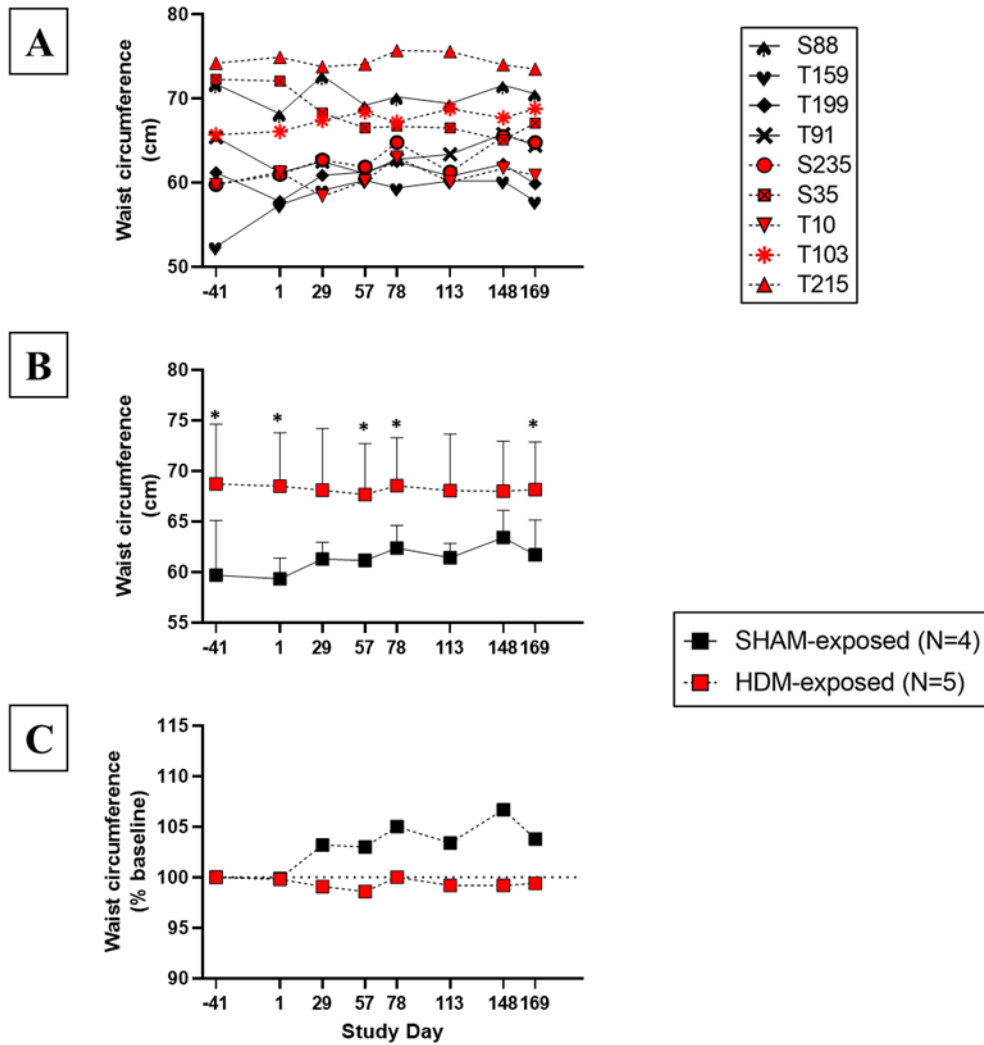 A
Waist circumference
(cm)
80
70
60
50
-41 1 29 57 78 113 148 169
S88
T159
T199
T91
S235
S35
T10
T103
T215
B
Waist circumference
(cm)
80
75
70
65
60
55
* * * * *
-41 1 29 57 78 113 148 169
SHAM-exposed (N=4)
HDM-exposed (N=5)
C
Waist circumference
(% baseline)
115
110
105
100
95
90
-41 1 29 57 78 113 148 169
Study Day